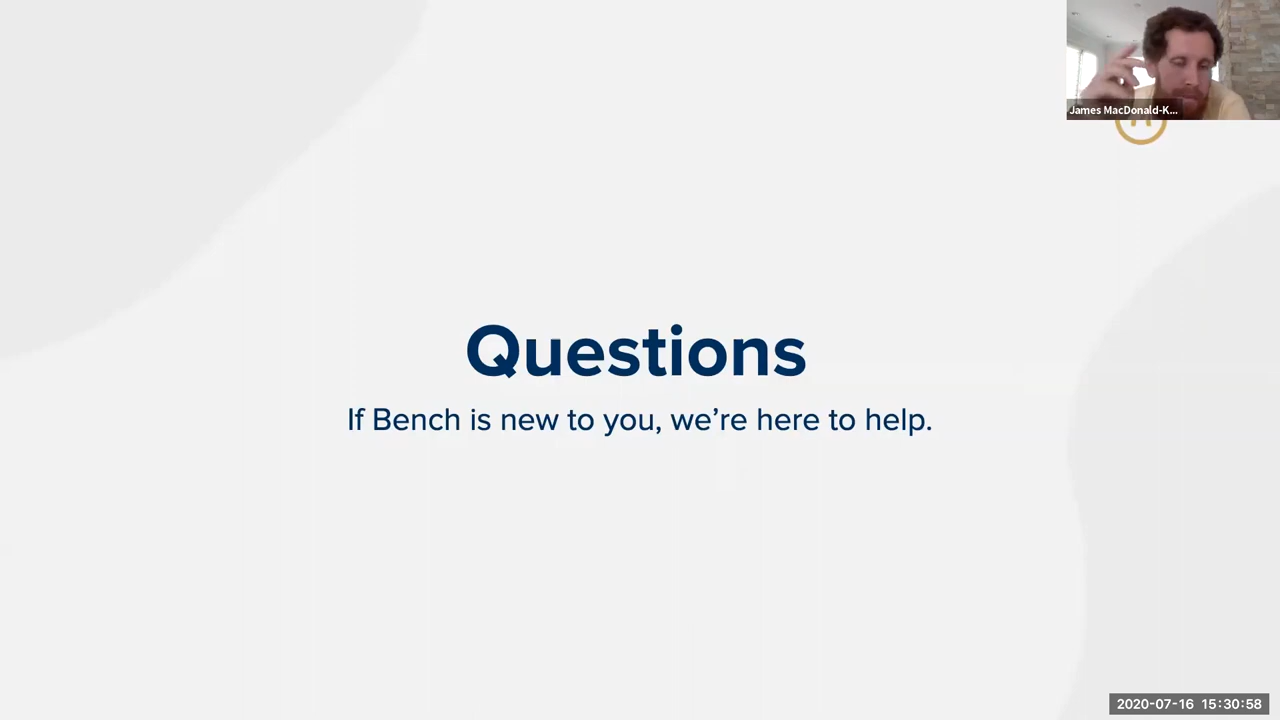 James MacDonald-K...
Questions
If Bench is new to you, we’re here to help.
2020-07-16 15:30:58